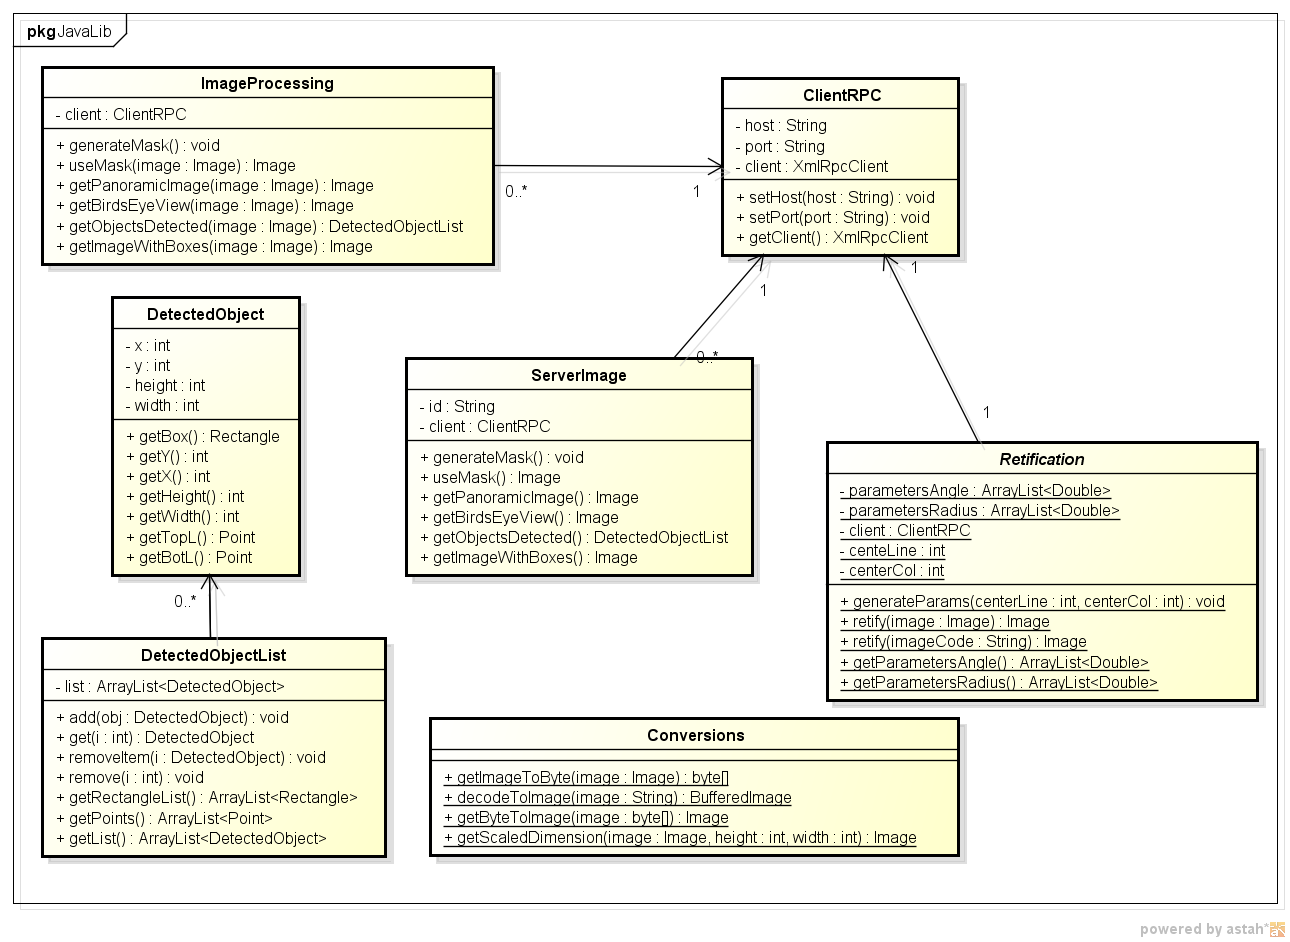 pkg JavaLib
ImageProcessing
- client : ClientRPC
+ generateMask() : void
+ useMask(image : Image) : Image
+ getPanoramicImage(image : Image) : Image
+ getBirdsEyeView(image : Image) : Image
+ getObjectsDetected(image : Image) : DetectedObjectList
+ getImageWithBoxes(image : Image) : Image
0..*
1
ClientRPC
- host : String
- port : String
- client : XmlRpcClient
+ setHost(host : String) : void
+ setPort(port : String) : void
+ getClient() : XmlRpcClient
1
1
DetectedObject
- x : int
- y : int
- height : int
- width : int
+ getBox() : Rectangle
+ getY() : int
+ getX() : int
+ getHeight() : int
+ getWidth() : int
+ getTopL() : Point
+ getBotL() : Point
0..*
0..*
ServerImage
- id : String
- client : ClientRPC
+ generateMask() : void
+ useMask() : Image
+ getPanoramicImage() : Image
+ getBirdsEyeView() : Image
+ getObjectsDetected() : DetectedObjectList
+ getImageWithBoxes() : Image
1
Retification
- parametersAngle : ArrayList<Double>
- parametersRadius : ArrayList<Double>
- client : ClientRPC
- centeLine : int
- centerCol : int
+ generateParams(centerLine : int, centerCol : int) : void
+ retify(image : Image) : Image
+ retify(imageCode : String) : Image
+ getParametersAngle() : ArrayList<Double>
+ getParametersRadius() : ArrayList<Double>
DetectedObjectList
- list : ArrayList<DetectedObject>
+ add(obj : DetectedObject) : void
+ get(i : int) : DetectedObject
+ removeItem(i : DetectedObject) : void
+ remove(i : int) : void
+ getRectangleList() : ArrayList<Rectangle>
+ getPoints() : ArrayList<Point>
+ getList() : ArrayList<DetectedObject>
Conversions
+ getImageToByte(image : Image) : byte[]
+ decodeToImage(image : String) : BufferedImage
+ getByteToImage(image : byte[]) : Image
+ getScaledDimension(image : Image, height : int, width : int) : Image
powered by astah*